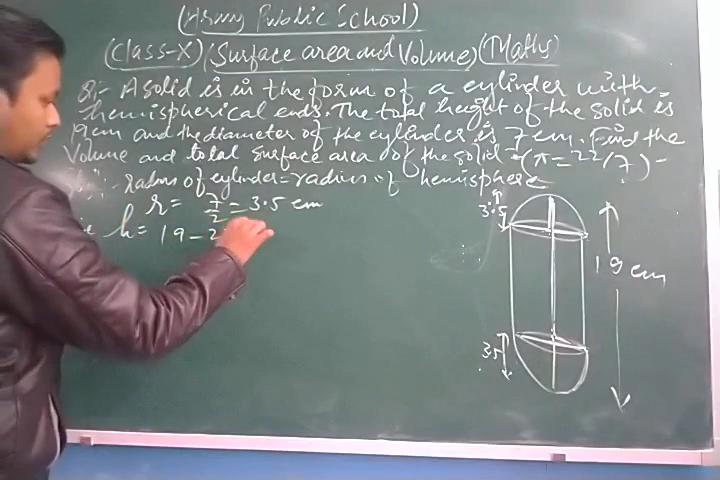 (Army Public School)
(Class-X) (Surface area and Volume) (Maths)
Q:- A solid is in the form of a cylinder with
hemispherical ends. The total height of the solid is
19cm and the diameter of the cylinder is 7cm. Find the
Volume and total surface area of the solid (π=22/7)-
:- radius of cylinder = radius of hemisphere
r = 7/2 = 3.5 cm
h = 19 - 2
3.5
19 cm
3.5